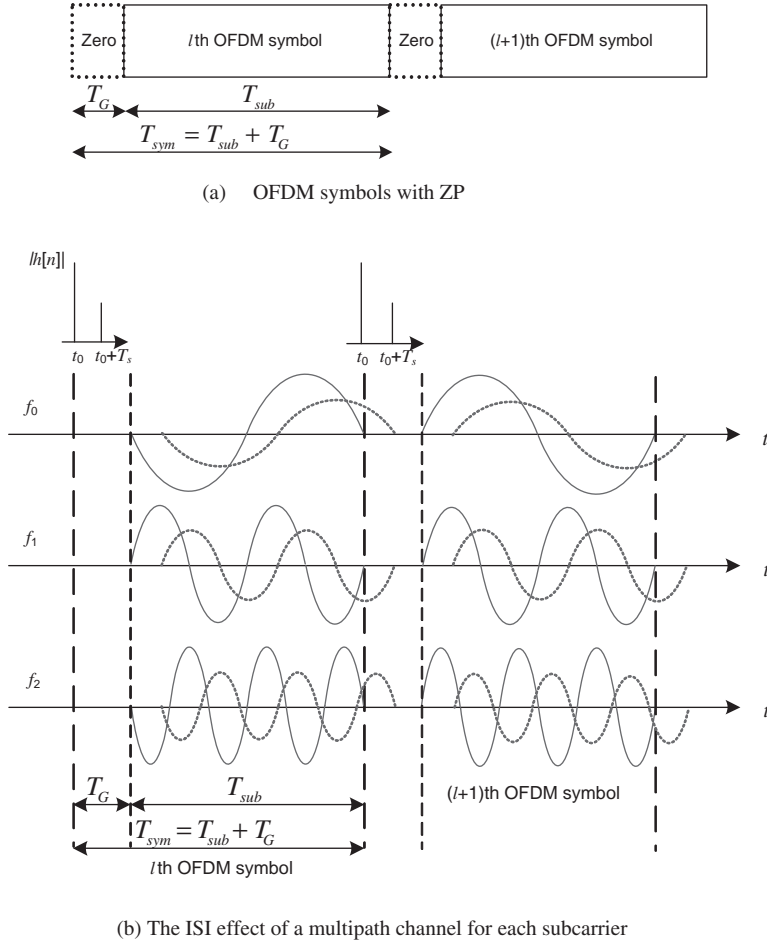 Zero lth OFDM symbol Zero (l+1)th OFDM symbol
T_G T_sub
T_sym = T_sub + T_G
(a) OFDM symbols with ZP
|h[n]|
t_0 t_0+T_s t_0 t_0+T_s
f_0 t
f_1 t
f_2 t
T_G T_sub (l+1)th OFDM symbol
T_sym = T_sub + T_G
lth OFDM symbol
(b) The ISI effect of a multipath channel for each subcarrier